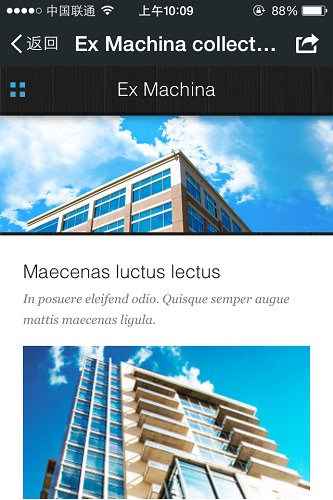 中国联通 上午10:09 88%
返回 Ex Machina collect...
Ex Machina
Maecenas luctus lectus
In posuere eleifend odio. Quisque semper augue
mattis maecenas ligula.